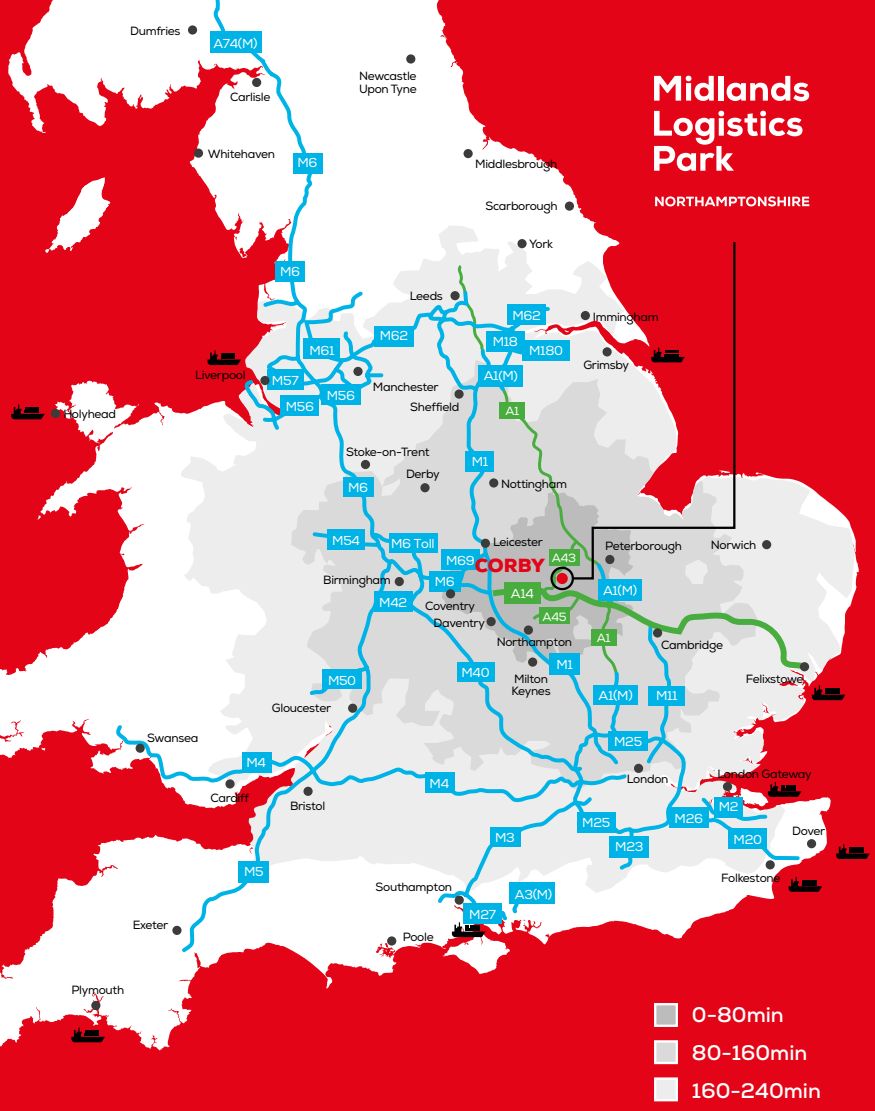 Dumfries
A74(M)
Newcastle
Upon Tyne
Carlisle
Midlands
Logistics
Park
NORTHAMPTONSHIRE
Whitehaven
M6
Middlesbrough
Scarborough
York
M6
Leeds
M62
Immingham
M62
M61
M18
M180
Grimsby
Liverpool
M57
Manchester
A1(M)
M56
M56
Sheffield
A1
Holyhead
Stoke-on-Trent
M1
Derby
M6
Nottingham
M54
M6 Toll
Leicester
Peterborough
Norwich
M69
CORBY
A43
Birmingham
M6
A14
A1(M)
M42
Coventry
Daventry
A45
Northampton
A1
Cambridge
M40
M1
Milton
Keynes
Felixstowe
M50
A1(M)
M11
Gloucester
Swansea
M25
M4
London
London Gateway
Cardiff
Bristol
M4
M2
M25
M26
M3
M23
M20
Dover
M5
Folkestone
Southampton
A3(M)
M27
Exeter
Poole
Plymouth
0-80min
80-160min
160-240min